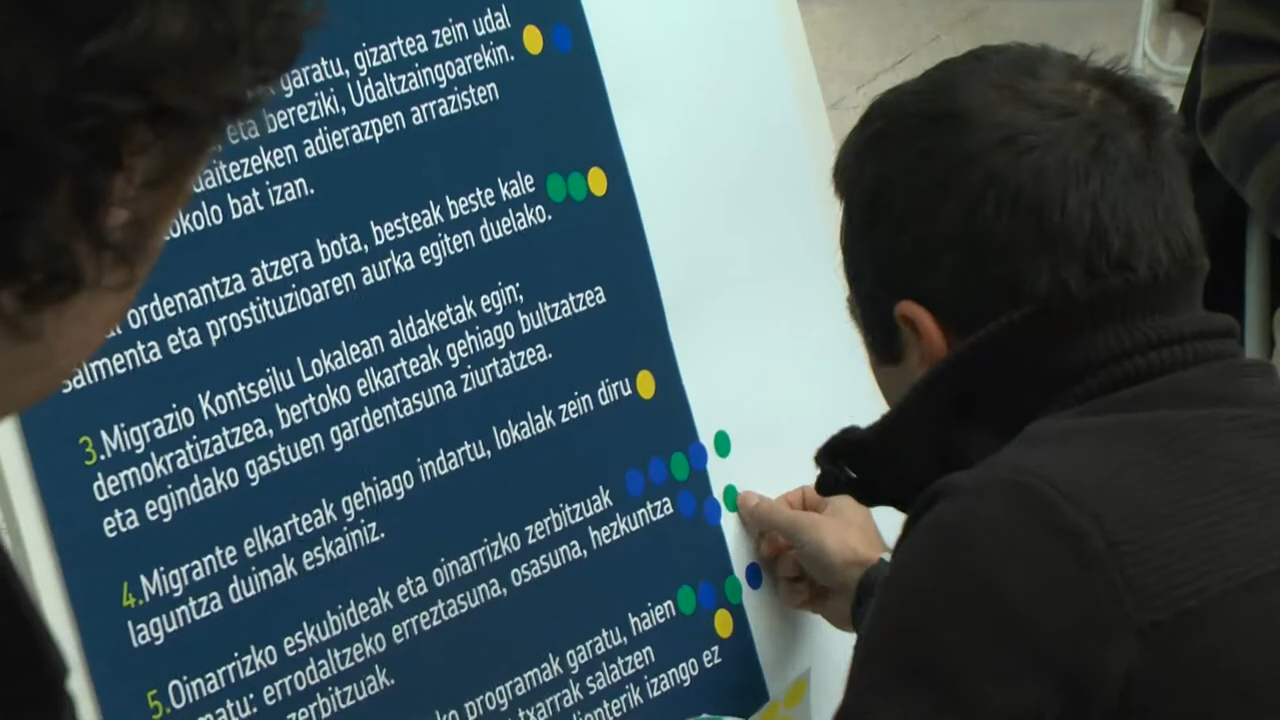 garatu, gizartea zein udal
eta bereziki, Udaltzaingoarekin.
daitezeken adierazpen arrazisten
bat izan.
ordenantza atzera bota, besteak beste kale
salmenta eta prostituzioaren aurka egiten duelako.
3.Migrazio Kontseilu Lokalean aldaketak egin;
demokratizatzea, bertoko elkarteak gehiago bultzatzea
eta egindako gastuen gardentasuna ziurtatzea.
4.Migrante elkarteak gehiago indartu, lokalak zein diru
laguntza duinak eskainiz.
5.Oinarrizko eskubideak eta oinarrizko zerbitzuak
matu: errodaltzeko erreztasuna, osasuna, hezkuntza
zerbitzuak.
ko programak garatu, haien
txarrak salatzen
izango ez